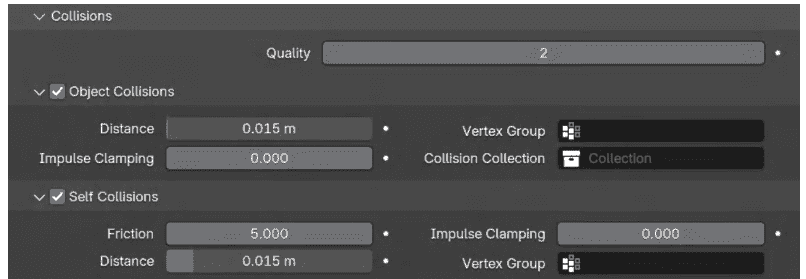 Collisions
Quality 2
Object Collisions
Distance 0.015 m Vertex Group
Impulse Clamping 0.000 Collision Collection Collection
Self Collisions
Friction 5.000 Impulse Clamping 0.000
Distance 0.015 m Vertex Group